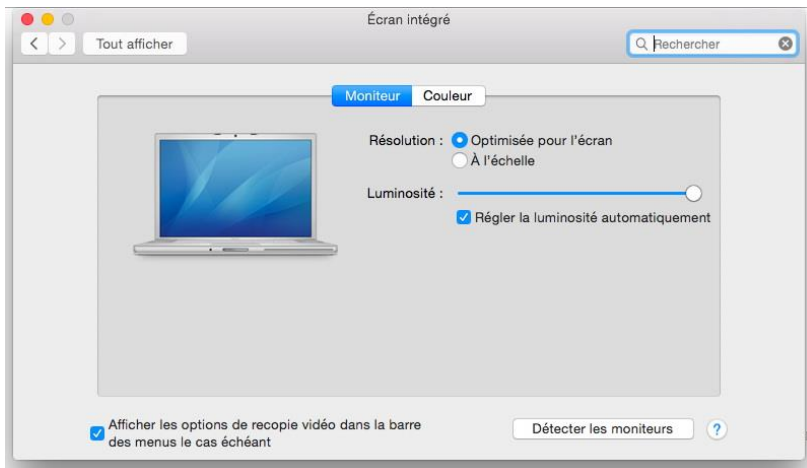 Écran intégré
Tout afficher
Rechercher
Moniteur Couleur
Résolution : Optimisée pour l'écran
À l'échelle
Luminosité :
Régler la luminosité automatiquement
Afficher les options de recopie vidéo dans la barre
des menus le cas échéant
Détecter les moniteurs ?